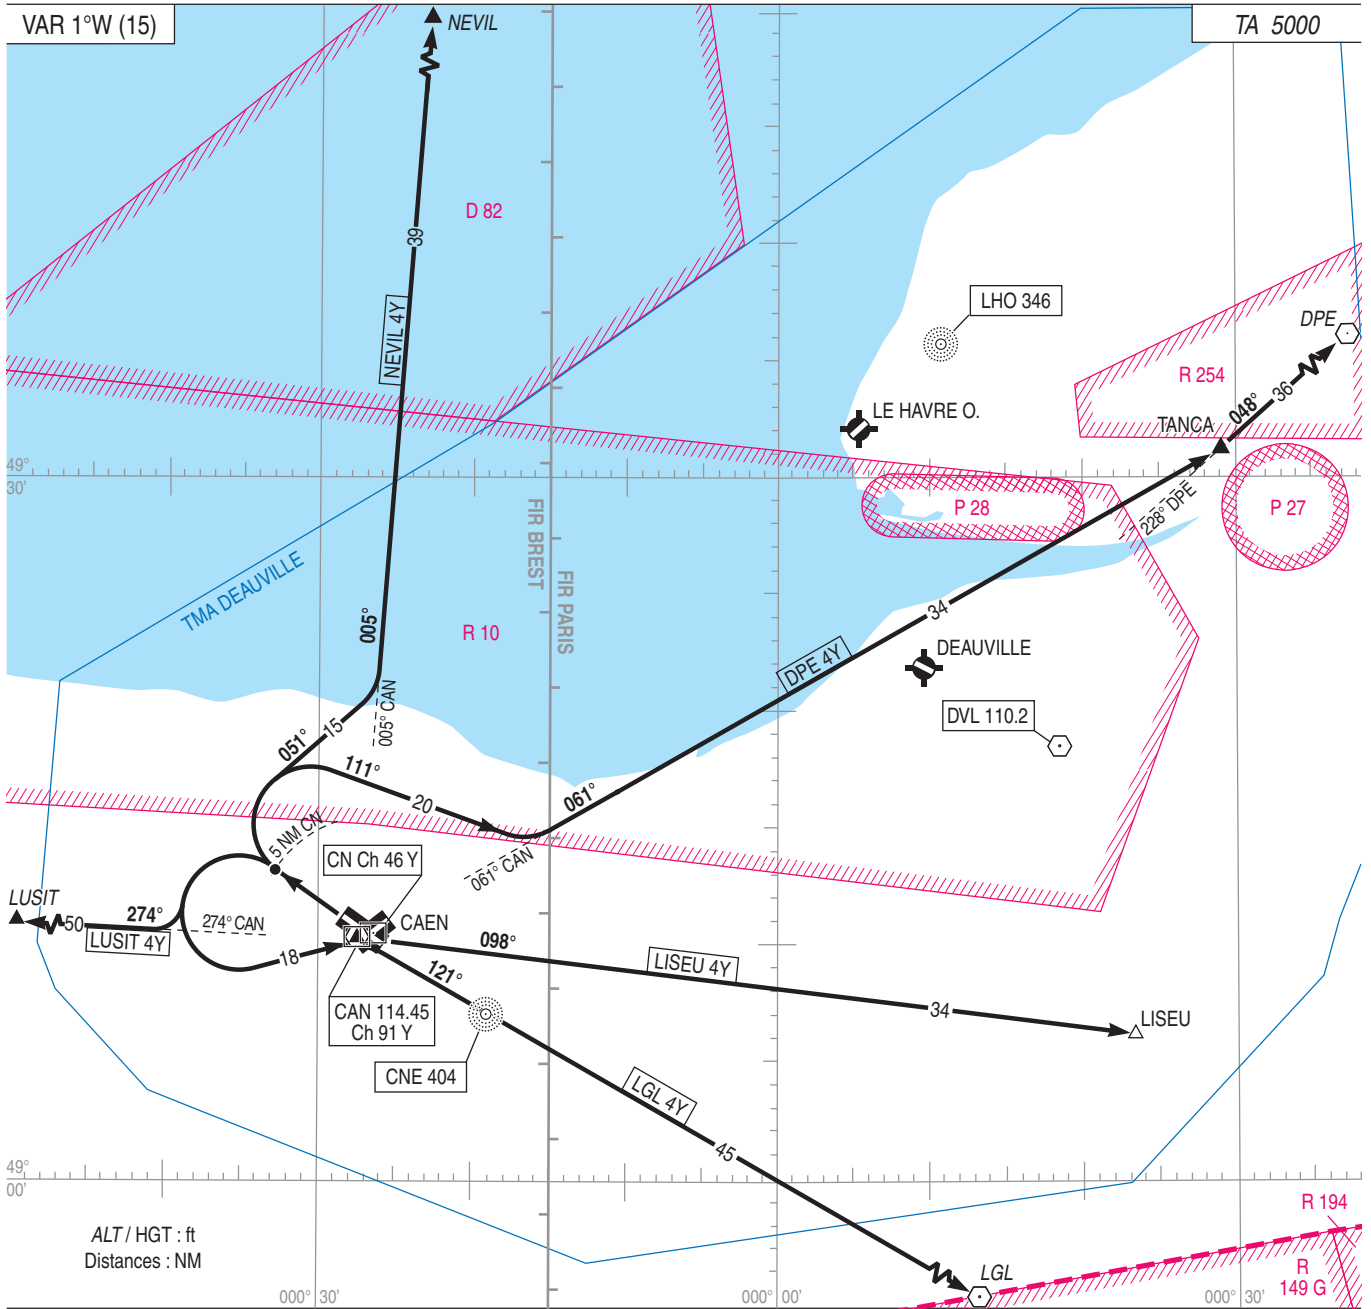 VAR 1°W (15)
NEVIL
TA 5000
D 82
39
NEVIL 4Y
LHO 346
DPE
R 254
048°
36
LE HAVRE O.
TANCA
49°
30'
P 28
228° DPE
P 27
FIR BREST
FIR PARIS
TMA DEAUVILLE
005°
R 10
34
DEAUVILLE
DPE 4Y
005° CAN
DVL 110.2
051°
15
111°
20
061°
5 NM CN
CN Ch 46 Y
061° CAN
LUSIT
50
274°
274° CAN
LUSIT 4Y
CAEN
18
098°
121°
LISEU 4Y
34
LISEU
CAN 114.45
Ch 91 Y
CNE 404
LGL 4Y
45
49°
00'
ALT / HGT : ft
Distances : NM
R 194
R
149 G
LGL
000° 30'
000° 00'
000° 30'